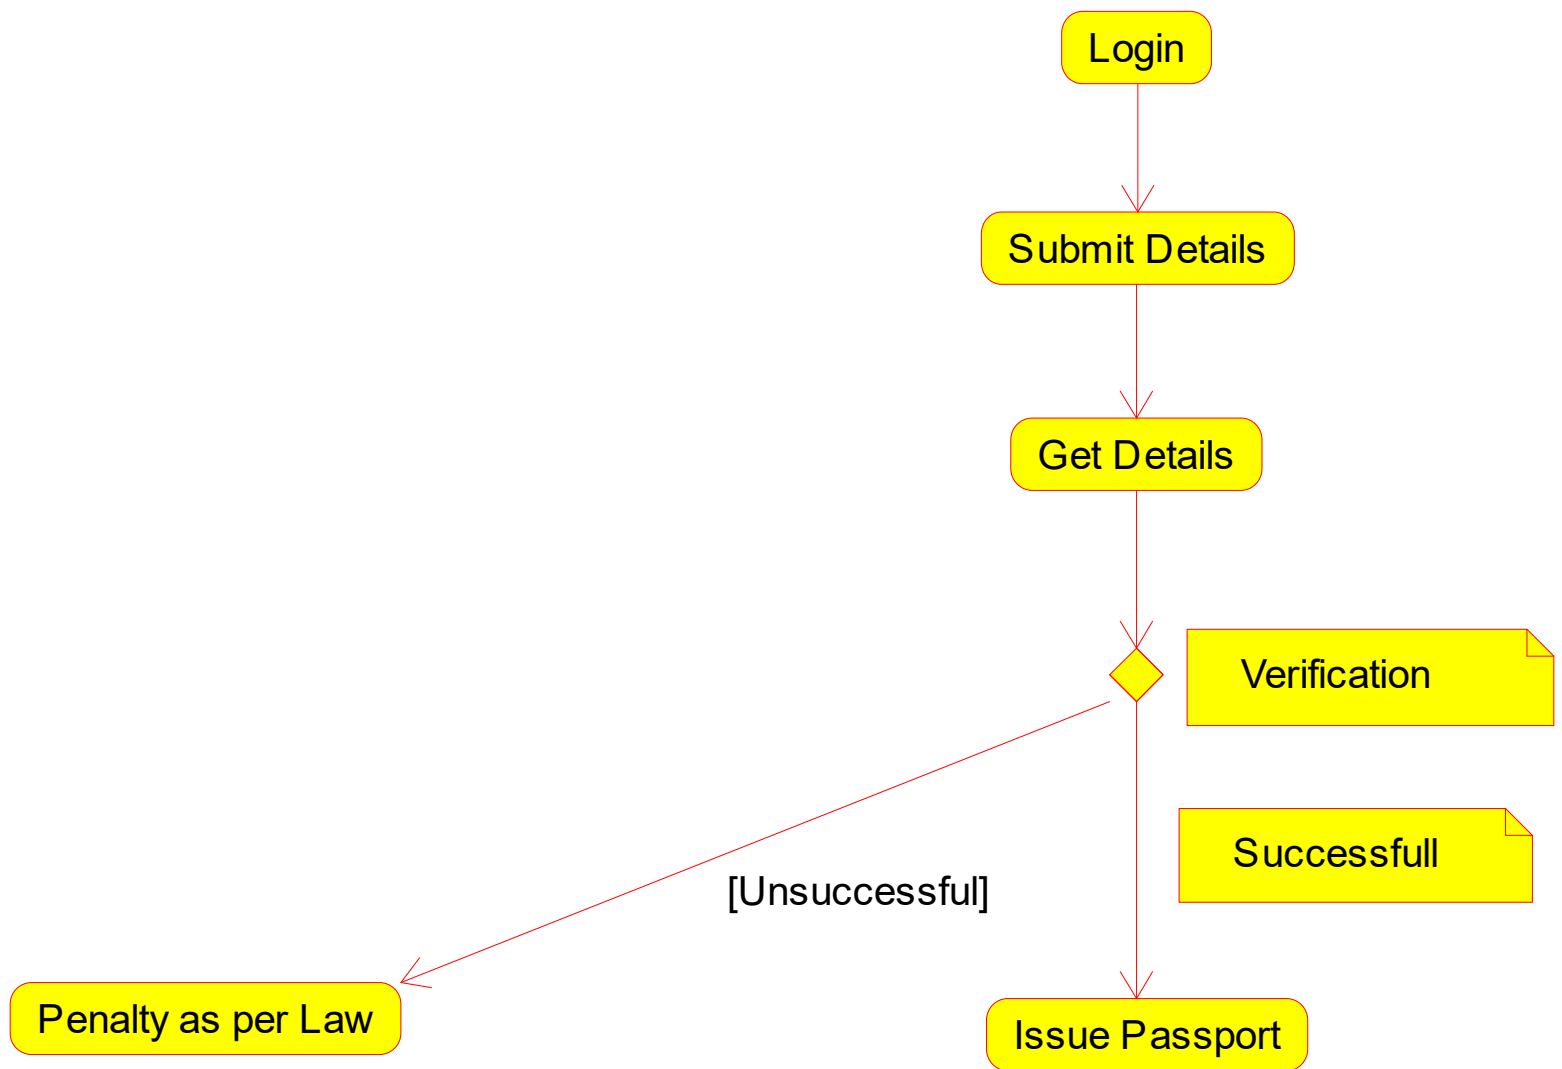 Login
Submit Details
Get Details
Verification
Successfull
[Unsuccessful]
Penalty as per Law
Issue Passport